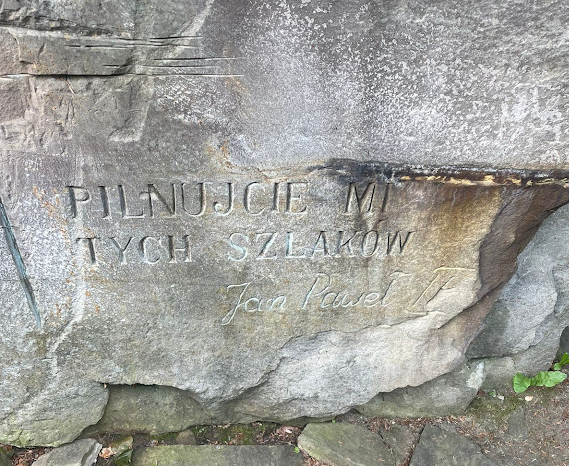 PILNUJCIE MI
TYCH SZLAKÓW
Jan Paweł II